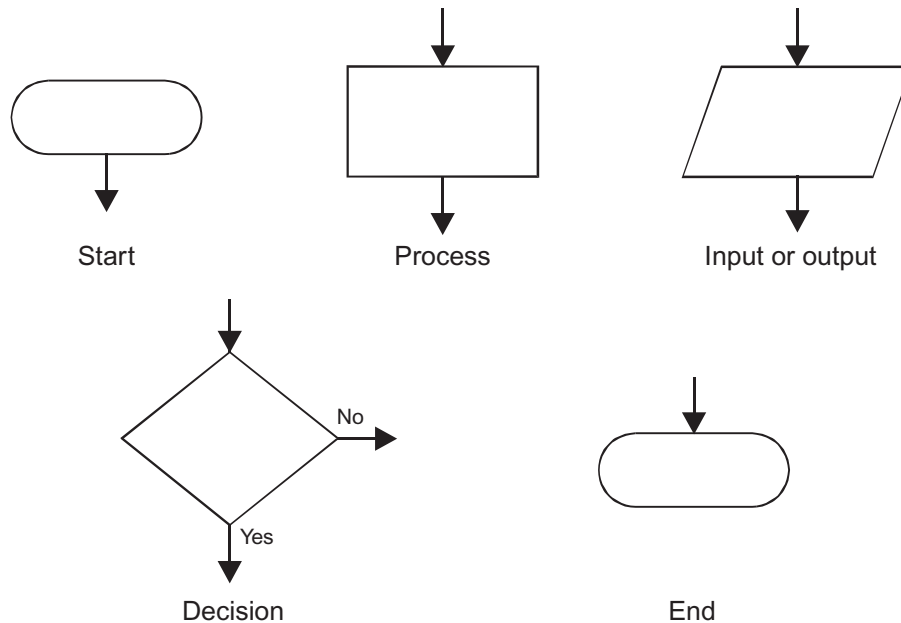 Start
Process
Input or output
No
Yes
Decision
End